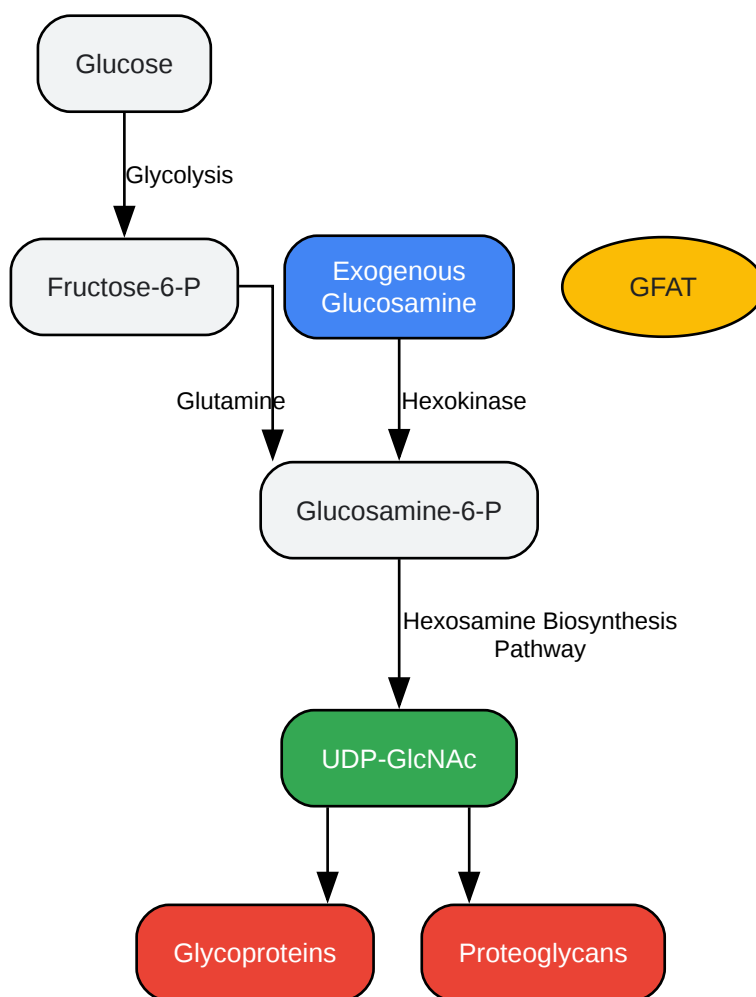 Glucose
Glycolysis
Fructose-6-P
Exogenous
Glucosamine
GFAT
Glutamine
Hexokinase
Glucosamine-6-P
Hexosamine Biosynthesis
Pathway
UDP-GlcNAc
Glycoproteins
Proteoglycans